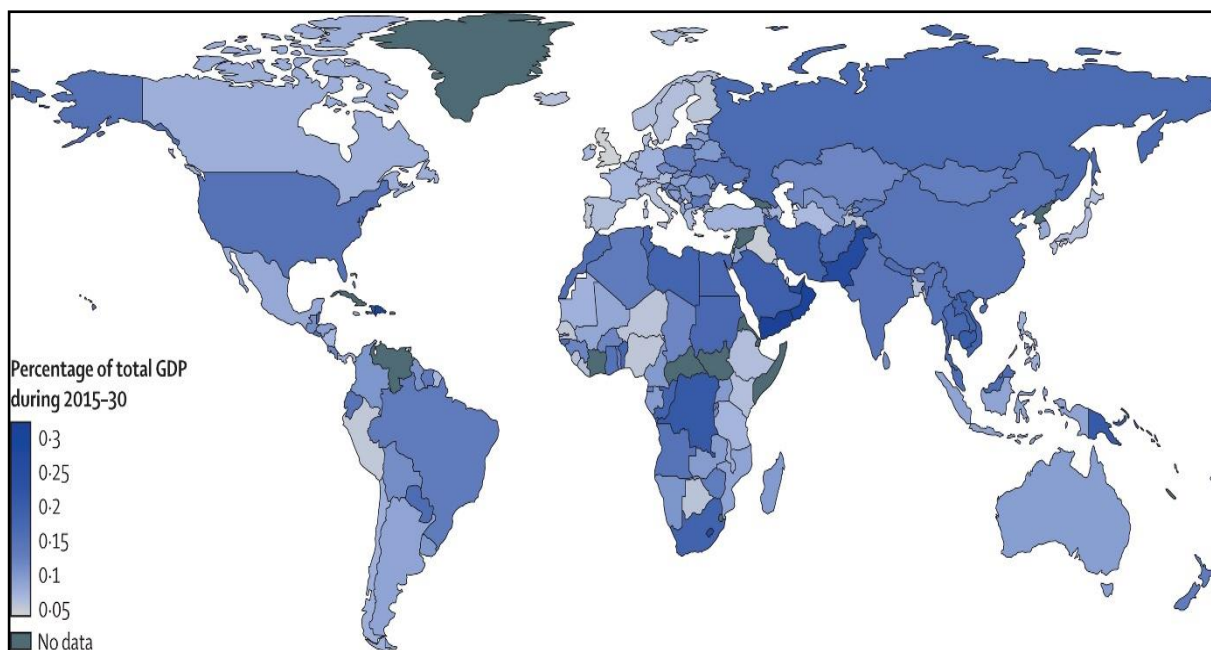 Percentage of total GDP
during 2015–30
0·3
0·25
0·2
0·15
0·1
0·05
No data